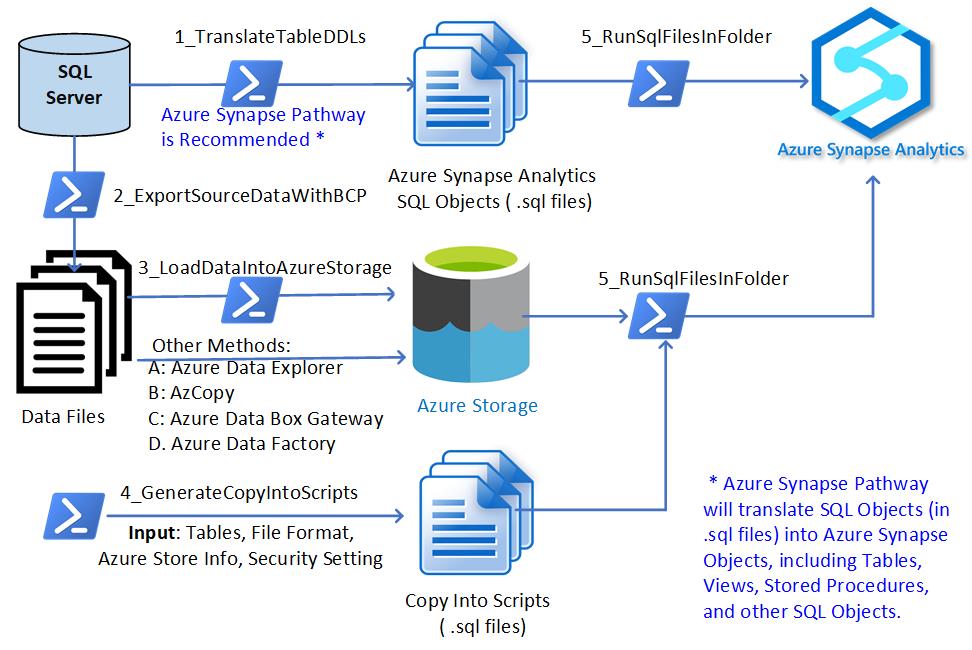 1_TranslateTableDDLs
5_RunSqlFilesInFolder
SQL
Server
Azure Synapse Pathway
is Recommended *
Azure Synapse Analytics
Azure Synapse Analytics
SQL Objects ( .sql files)
2_ExportSourceDataWithBCP
3_LoadDataIntoAzureStorage
5_RunSqlFilesInFolder
Other Methods:
A: Azure Data Explorer
B: AzCopy
C: Azure Data Box Gateway
D. Azure Data Factory
Data Files
Azure Storage
4_GenerateCopyIntoScripts
Input: Tables, File Format,
Azure Store Info, Security Setting
Copy Into Scripts
( .sql files)
* Azure Synapse Pathway
will translate SQL Objects (in
.sql files) into Azure Synapse
Objects, including Tables,
Views, Stored Procedures,
and other SQL Objects.